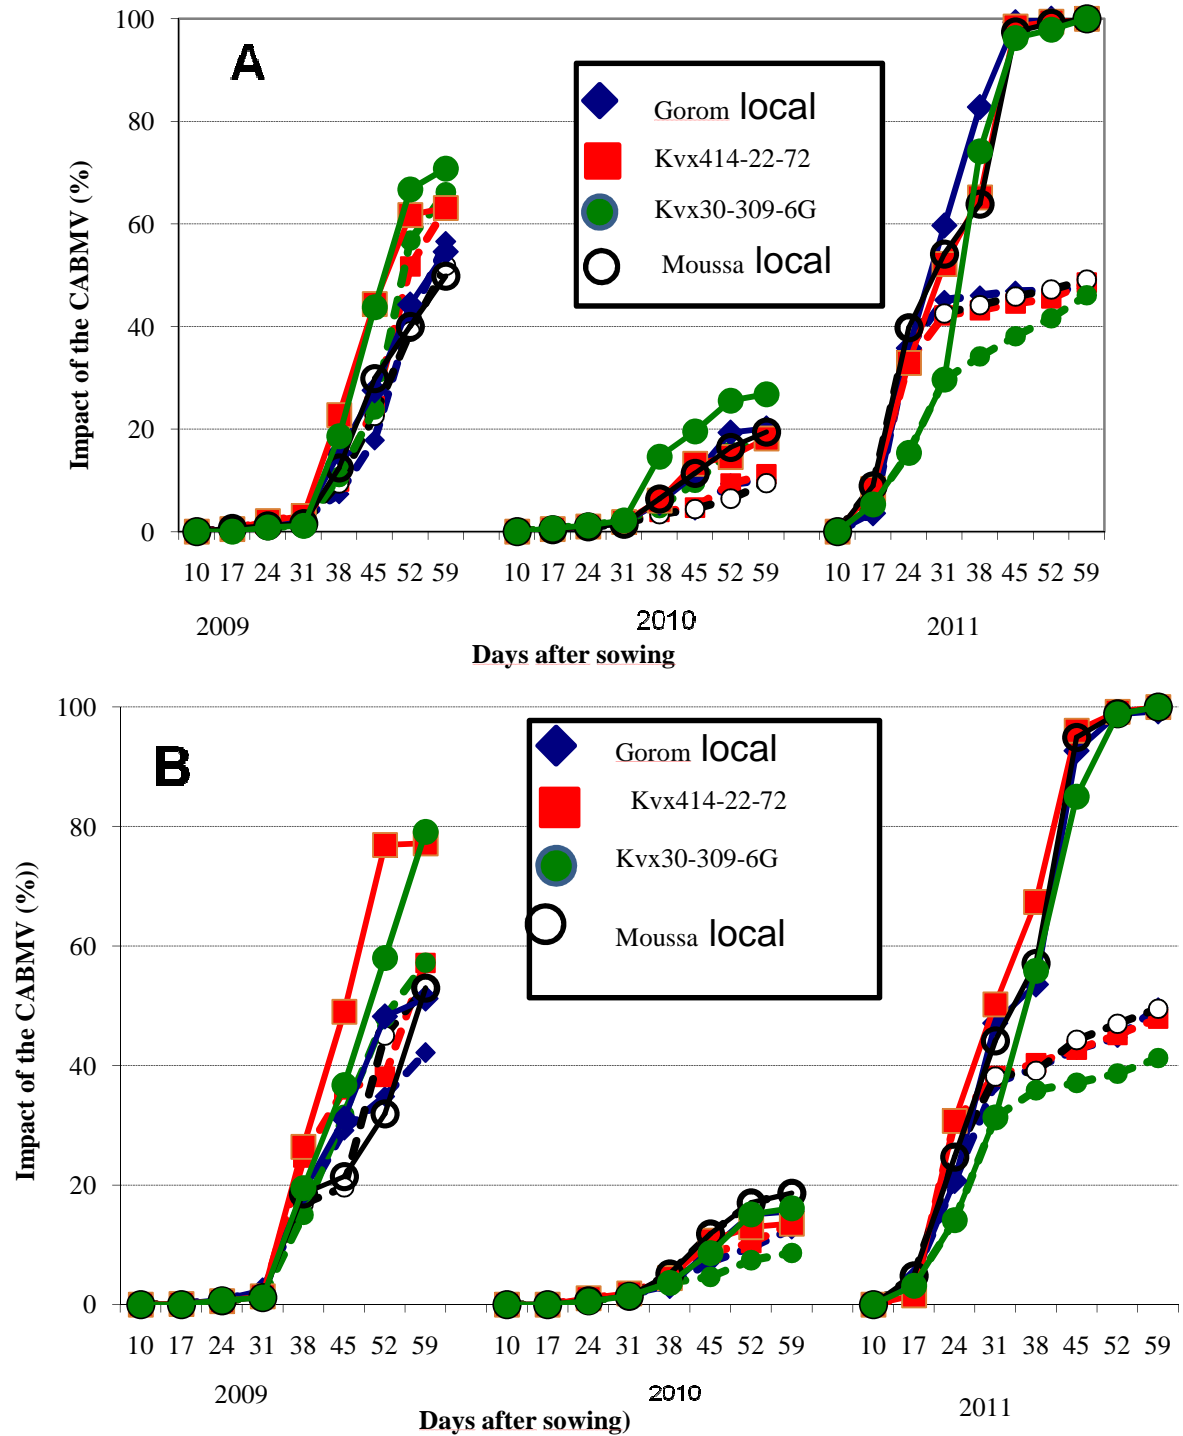 100
80
60
40
20
0
Impact of the CABMV (%)
A
Gorom local
Kvx414-22-72
Kvx30-309-6G
Moussa local
10 17 24 31 38 45 52 59 10 17 24 31 38 45 52 59 10 17 24 31 38 45 52 59
2009 2010 2011
Days after sowing
100
80
60
40
20
0
Impact of the CABMV (%))
B
Gorom local
Kvx414-22-72
Kvx30-309-6G
Moussa local
10 17 24 31 38 45 52 59 10 17 24 31 38 45 52 59 10 17 24 31 38 45 52 59
2009 2010 2011
Days after sowing)